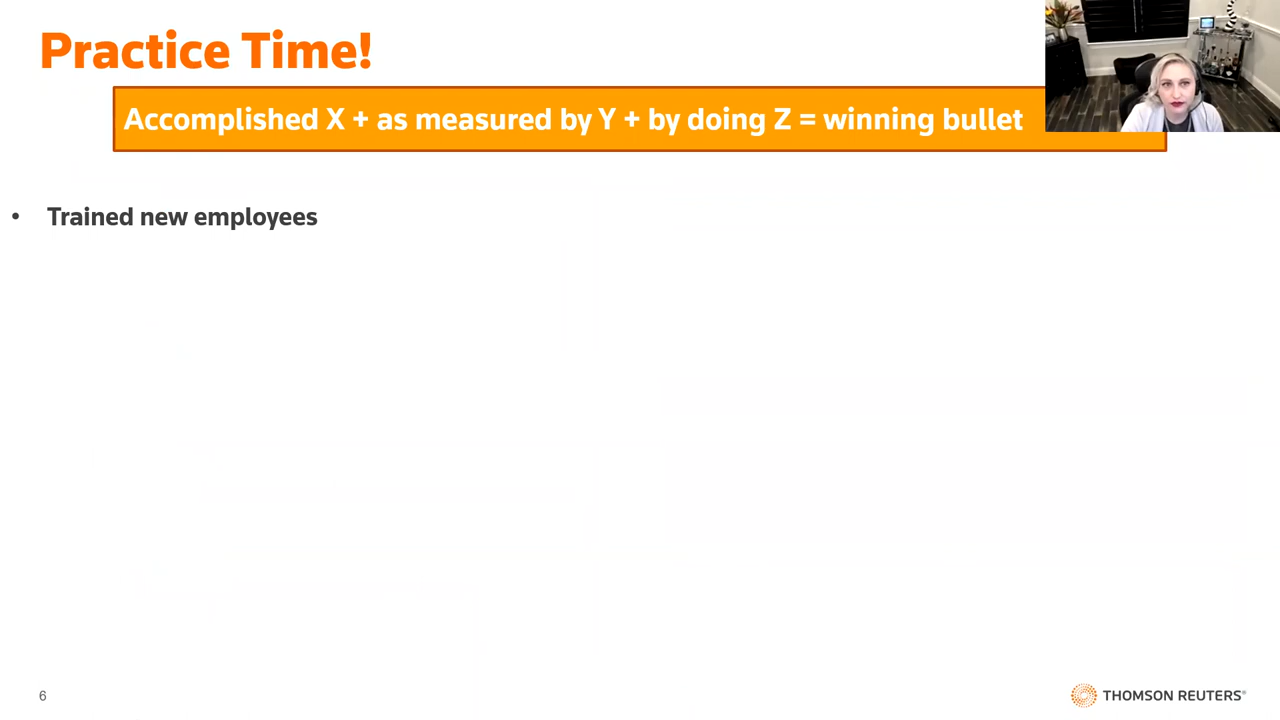 Practice Time!
Accomplished X + as measured by Y + by doing Z = winning bullet
• Trained new employees
6
THOMSON REUTERS®